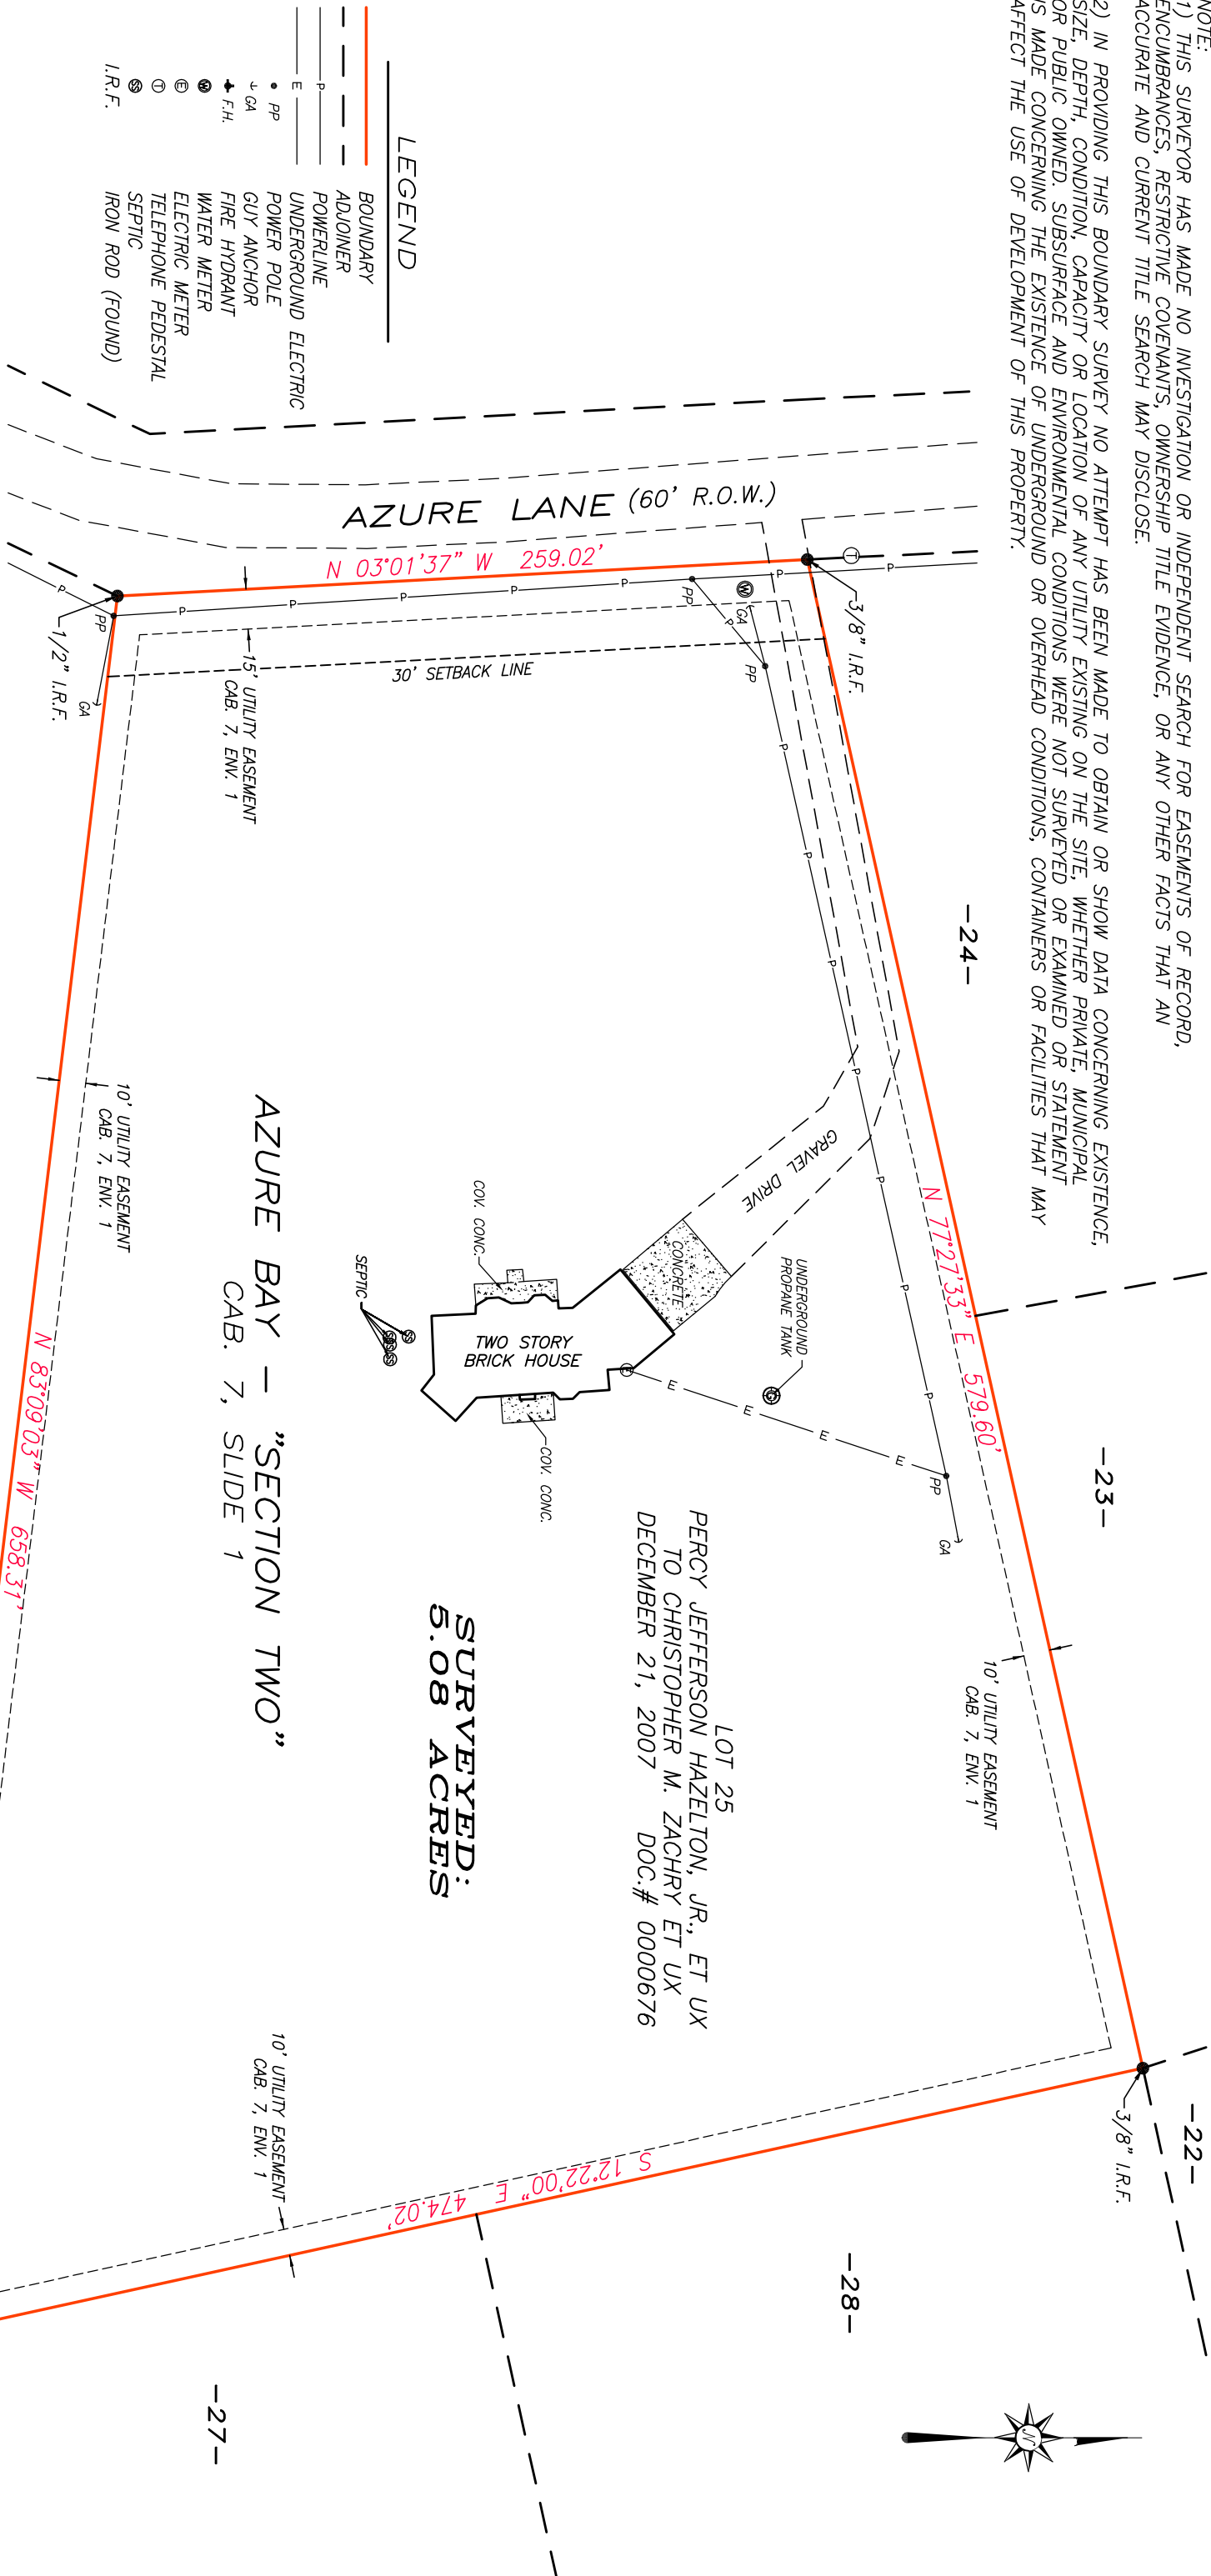 NOTE:
1) THIS SURVEYOR HAS MADE NO INVESTIGATION OR INDEPENDENT SEARCH FOR EASEMENTS OF RECORD,
ENCUMBRANCES, RESTRICTIVE COVENANTS, OWNERSHIP TITLE EVIDENCE, OR ANY OTHER FACTS THAT AN
ACCURATE AND CURRENT TITLE SEARCH MAY DISCLOSE.
2) IN PROVIDING THIS BOUNDARY SURVEY NO ATTEMPT HAS BEEN MADE TO OBTAIN OR SHOW DATA CONCERNING EXISTENCE,
SIZE, DEPTH, CONDITION, CAPACITY OR LOCATION OF ANY UTILITY EXISTING ON THE SITE, WHETHER PRIVATE, MUNICIPAL
OR PUBLIC OWNED. SUBSURFACE AND ENVIRONMENTAL CONDITIONS WERE NOT SURVEYED OR EXAMINED OR STATEMENT
IS MADE CONCERNING THE EXISTENCE OF UNDERGROUND OR OVERHEAD CONDITIONS, CONTAINERS OR FACILITIES THAT MAY
AFFECT THE USE OF DEVELOPMENT OF THIS PROPERTY.
LEGEND
BOUNDARY
ADJOINER
P POWERLINE
E UNDERGROUND ELECTRIC
PP POWER POLE
GA GUY ANCHOR
F.H. FIRE HYDRANT
W WATER METER
E ELECTRIC METER
T TELEPHONE PEDESTAL
SS SEPTIC
I.R.F. IRON ROD (FOUND)
AZURE LANE (60' R.O.W.)
N 03°01'37" W 259.02'
T
3/8" I.R.F.
W
GA
PP
PP
P
P
P
P
P
P
P
P
P
PP
GA
1/2" I.R.F.
30' SETBACK LINE
15' UTILITY EASEMENT
CAB. 7, ENV. 1
-24-
P
P
P
P
P
P
P
PP
GA
N 77°27'33" E 579.60'
-23-
GRAVEL DRIVE
CONCRETE
UNDERGROUND
PROPANE TANK
G
E
E
E
E
E
COV. CONC.
TWO STORY
BRICK HOUSE
COV. CONC.
SEPTIC
SS
SS
SS
SS
10' UTILITY EASEMENT
CAB. 7, ENV. 1
AZURE BAY – "SECTION TWO"
CAB. 7, SLIDE 1
N 83°09'03" W 658.31'
LOT 25
PERCY JEFFERSON HAZELTON, JR., ET UX
TO CHRISTOPHER M. ZACHRY ET UX
DECEMBER 21, 2007 DOC.# 0000676
SURVEYED:
5.08 ACRES
10' UTILITY EASEMENT
CAB. 7, ENV. 1
-22-
3/8" I.R.F.
S 12°22'00" E 474.02'
10' UTILITY EASEMENT
CAB. 7, ENV. 1
-28-
-27-
N